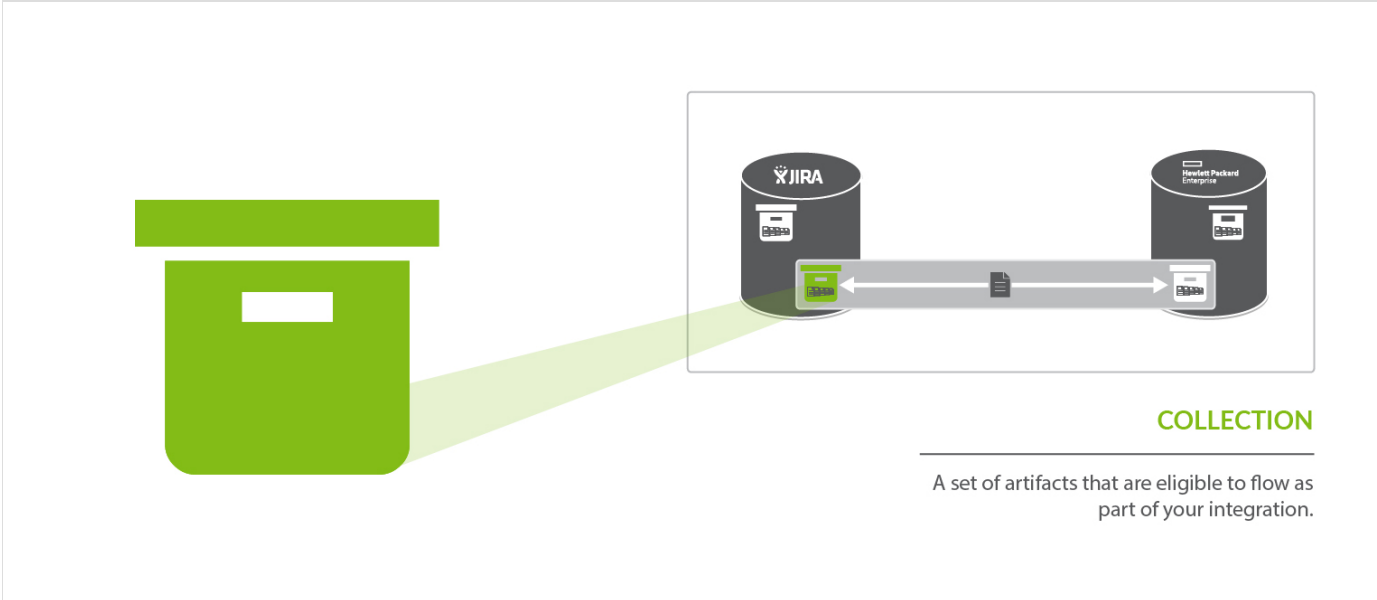 JIRA
Hewlett Packard
Enterprise
COLLECTION
A set of artifacts that are eligible to flow as
part of your integration.